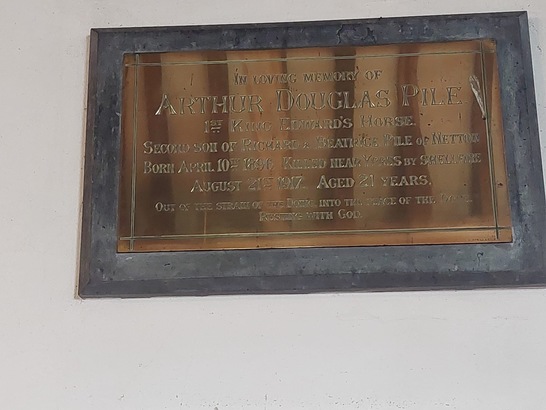 IN LOVING MEMORY OF
ARTHUR DOUGLAS PILE
1ST KING EDWARD'S HORSE.
SECOND SON OF RICHARD & BEATRICE PILE OF NETTON
BORN APRIL 10TH 1896. KILLED NEAR YPRES BY SHELLFIRE
AUGUST 21ST 1917. AGED 21 YEARS.
OUT OF THE STRAIN OF THE DOING, INTO THE PEACE OF THE DONE.
RESTING WITH GOD.